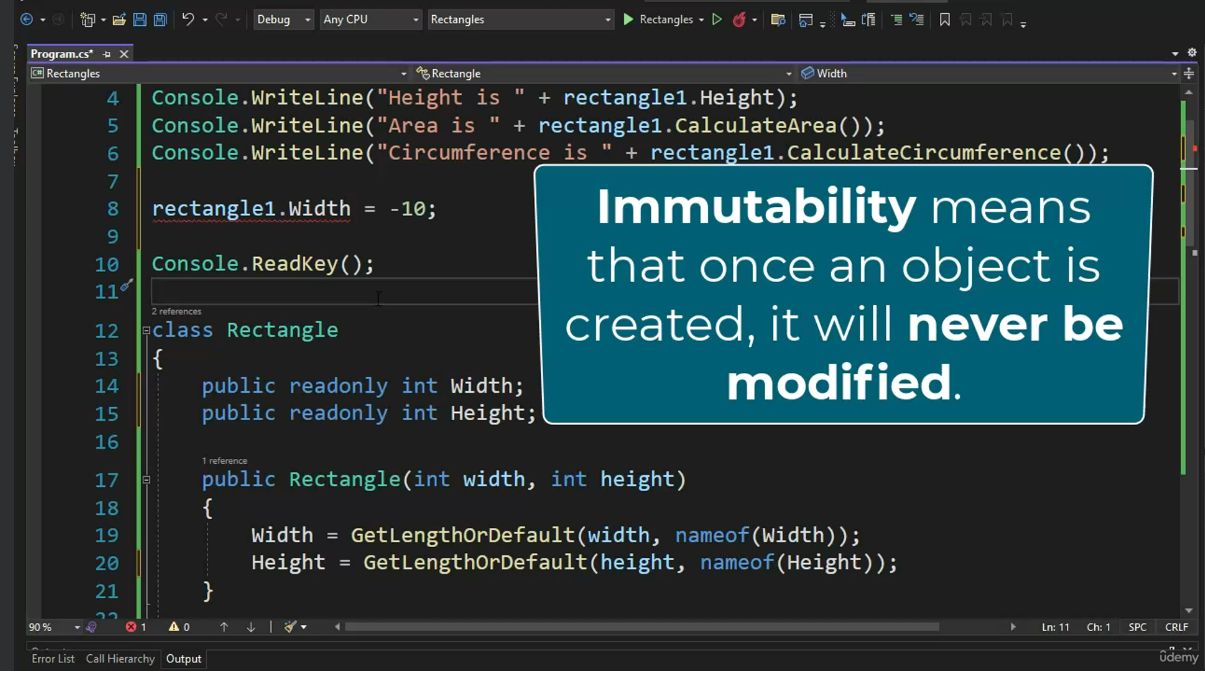 Debug
Any CPU
Rectangles
Rectangles
Program.cs*
Rectangles
Rectangle
Width
4 Console.WriteLine("Height is " + rectangle1.Height);
5 Console.WriteLine("Area is " + rectangle1.CalculateArea());
6 Console.WriteLine("Circumference is " + rectangle1.CalculateCircumference());
7
8 rectangle1.Width = -10;
9
10 Console.ReadKey();
11
Immutability means
that once an object is
created, it will never be
modified.
2 references
12 class Rectangle
13 {
14 public readonly int Width;
15 public readonly int Height;
16
1 reference
17 public Rectangle(int width, int height)
18 {
19 Width = GetLengthOrDefault(width, nameof(Width));
20 Height = GetLengthOrDefault(height, nameof(Height));
21 }
90 %
1
0
Ln: 11
Ch: 1
SPC
CRLF
Error List
Call Hierarchy
Output
udemy